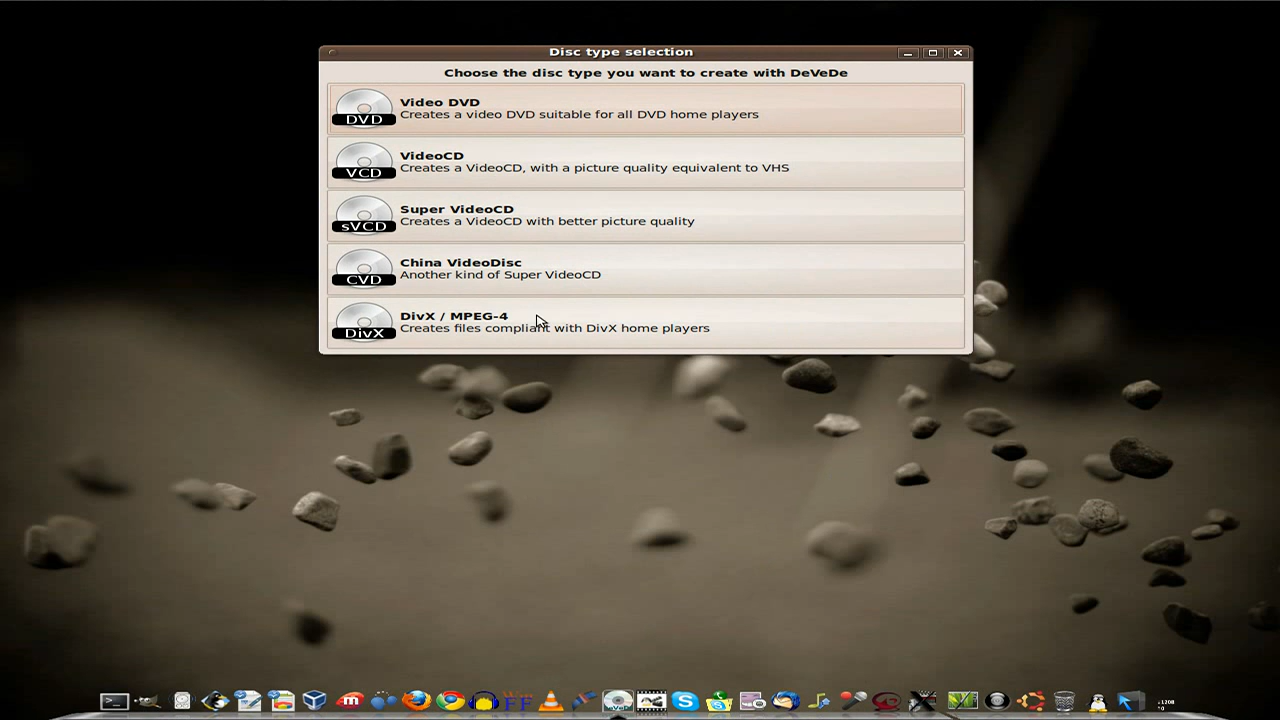 Disc type selection
Choose the disc type you want to create with DeVeDe
DVD
Video DVD
Creates a video DVD suitable for all DVD home players
VCD
VideoCD
Creates a VideoCD, with a picture quality equivalent to VHS
sVCD
Super VideoCD
Creates a VideoCD with better picture quality
CVD
China VideoDisc
Another kind of Super VideoCD
DivX
DivX / MPEG-4
Creates files compliant with DivX home players
DeVeDe